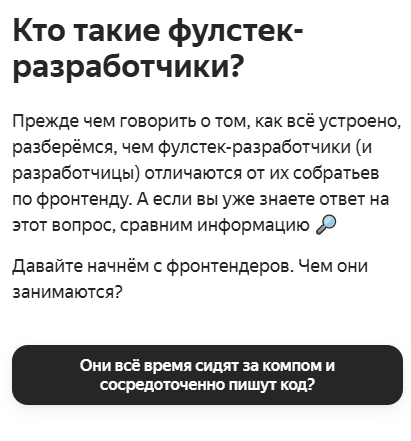 Кто такие фулстек-
разработчики?
Прежде чем говорить о том, как всё устроено,
разберёмся, чем фулстек-разработчики (и
разработчицы) отличаются от их собратьев
по фронтенду. А если вы уже знаете ответ на
этот вопрос, сравним информацию 🔎
Давайте начнём с фронтендеров. Чем они
занимаются?
Они всё время сидят за компом и
сосредоточенно пишут код?